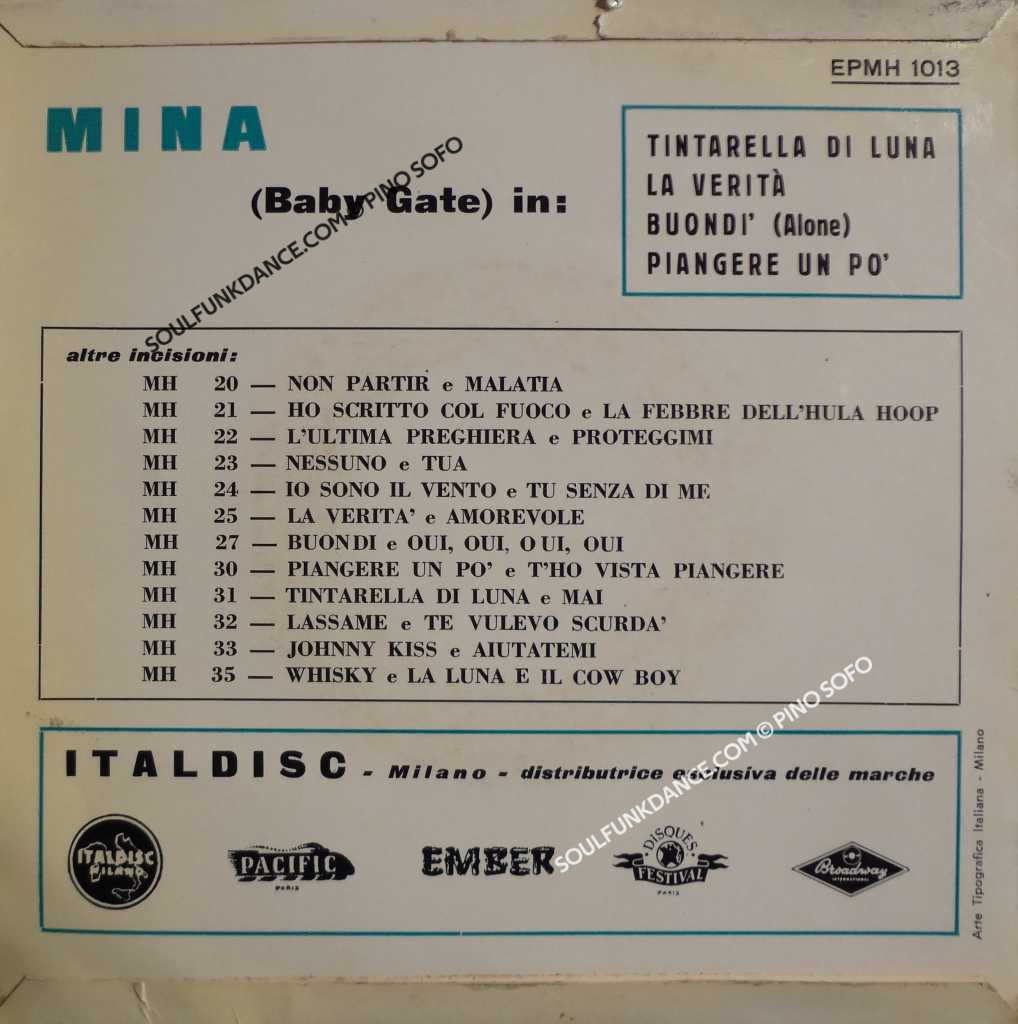 EPMH 1013
MINA
(Baby Gate) in:
TINTARELLA DI LUNA
LA VERITÀ
BUONDI' (Alone)
PIANGERE UN PO'
altre incisioni:
MH 20 — NON PARTIR e MALATIA
MH 21 — HO SCRITTO COL FUOCO e LA FEBBRE DELL'HULA HOOP
MH 22 — L'ULTIMA PREGHIERA e PROTEGGIMI
MH 23 — NESSUNO e TUA
MH 24 — IO SONO IL VENTO e TU SENZA DI ME
MH 25 — LA VERITA' e AMOREVOLE
MH 27 — BUONDI e OUI, OUI, OUI, OUI
MH 30 — PIANGERE UN PO' e T'HO VISTA PIANGERE
MH 31 — TINTARELLA DI LUNA e MAI
MH 32 — LASSAME e TE VULEVO SCURDA'
MH 33 — JOHNNY KISS e AIUTATEMI
MH 35 — WHISKY e LA LUNA E IL COW BOY
ITALDISC - Milano - distributrice esclusiva delle marche
ITALDISC
MILANO
PACIFIC
PARIS
EMBER
DISQUES
FESTIVAL
PARIS
Broadway
INTERNATIONAL
Arte Tipografica Italiana - Milano
SOULFUNKDANCE.COM © PINO SOFO
SOULFUNKDANCE.COM © PINO SOFO